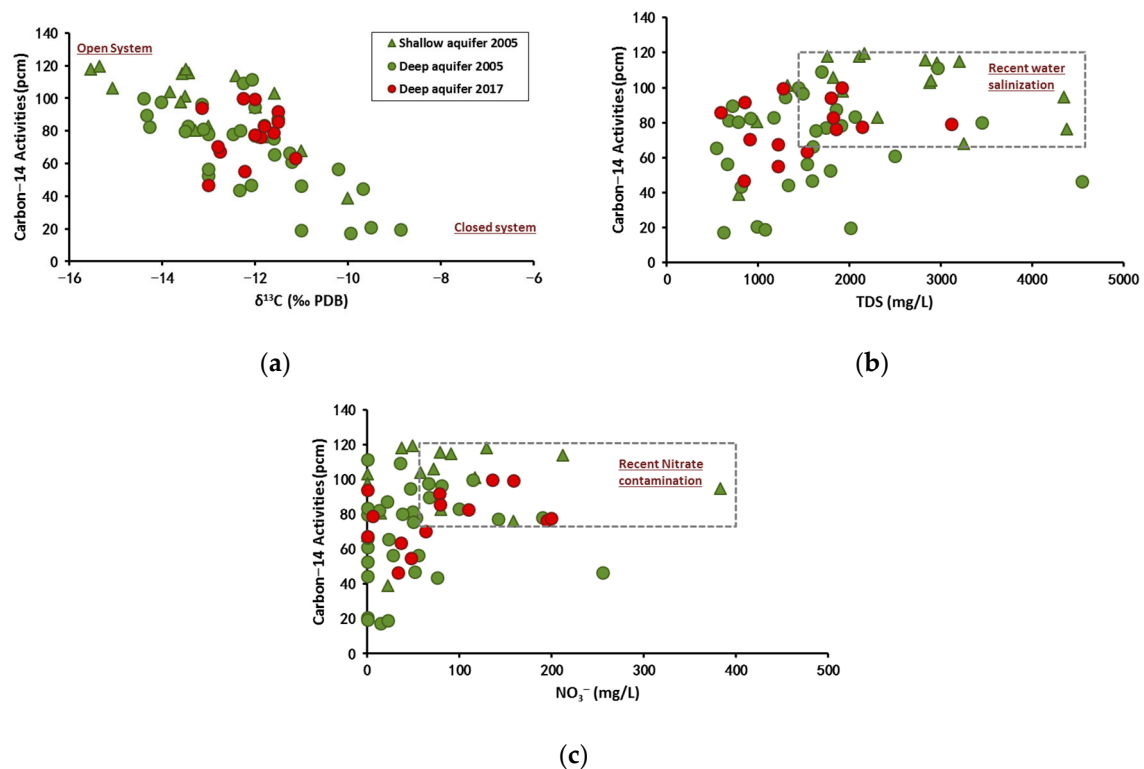 Open System
Shallow aquifer 2005
Deep aquifer 2005
Deep aquifer 2017
Closed system
Carbon−14 Activities (pcm)
140
120
100
80
60
40
20
0
−16
−14
−12
−10
−8
−6
δ¹³C (‰ PDB)
(a)
Recent water
salinization
Carbon−14 Activities (pcm)
140
120
100
80
60
40
20
0
0
1000
2000
3000
4000
5000
TDS (mg/L)
(b)
Recent Nitrate
contamination
Carbon−14 Activities (pcm)
140
120
100
80
60
40
20
0
0
100
200
300
400
500
NO₃⁻ (mg/L)
(c)